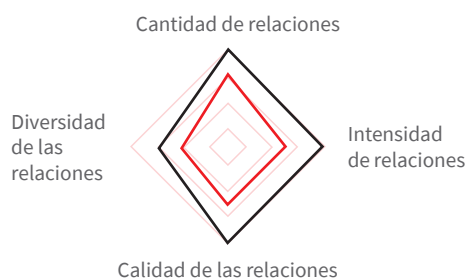 Cantidad de relaciones
Diversidad
de las
relaciones
Intensidad
de relaciones
Calidad de las relaciones